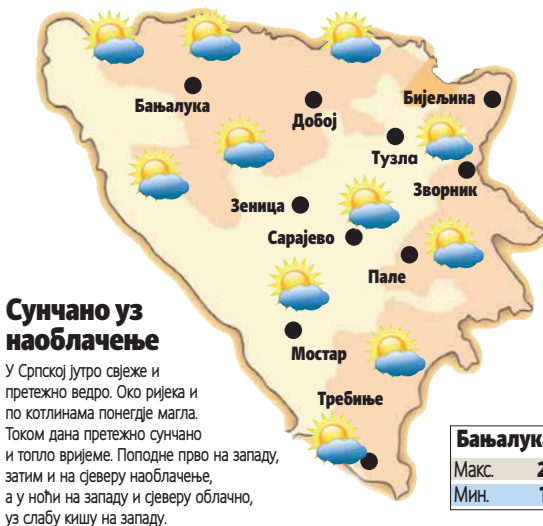 Бањалука
Добој
Бијељина
Тузла
Зворник
Зеница
Сарајево
Пале
Мостар
Требиње
Сунчано уз
наоблачење
У Српској јутро свјеже и
претежно ведро. Око ријека и
по котлинама понегдје магла.
Током дана претежно сунчано
и топло вријеме. Поподне прво на западу,
затим и на сјеверу наоблачење,
а у ноћи на западу и сјеверу облачно,
уз слабу кишу на западу.
Бањалука
Макс.
Мин.